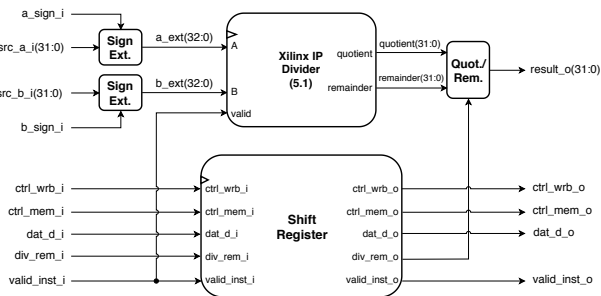 a_sign_i
src_a_i(31:0)
Sign
Ext.
a_ext(32:0)
A
Xilinx IP
Divider
(5.1)
quotient
quotient(31:0)
Quot./
Rem.
result_o(31:0)
src_b_i(31:0)
Sign
Ext.
b_ext(32:0)
B
remainder
remainder(31:0)
b_sign_i
valid
ctrl_wrb_i
ctrl_wrb_i
ctrl_wrb_o
ctrl_wrb_o
ctrl_mem_i
ctrl_mem_i
Shift
Register
ctrl_mem_o
ctrl_mem_o
dat_d_i
dat_d_i
dat_d_o
dat_d_o
div_rem_i
div_rem_i
div_rem_o
valid_inst_i
valid_inst_i
valid_inst_o
valid_inst_o